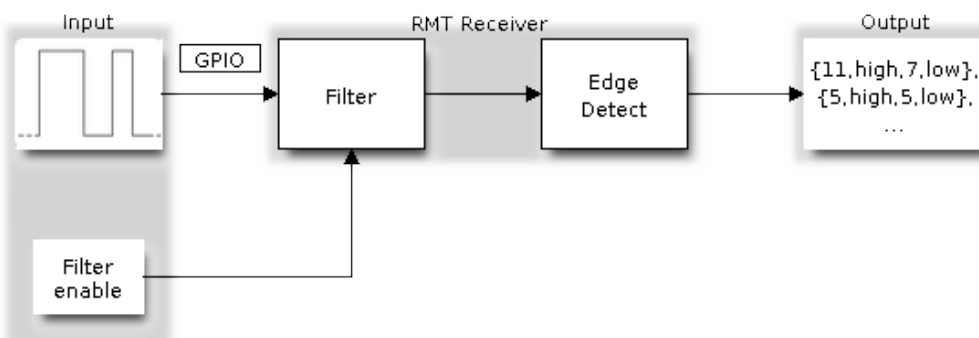 Input
RMT Receiver
Output
GPIO
Filter
Edge
Detect
{11,high,7,low},
{5,high,5,low},
...
Filter
enable